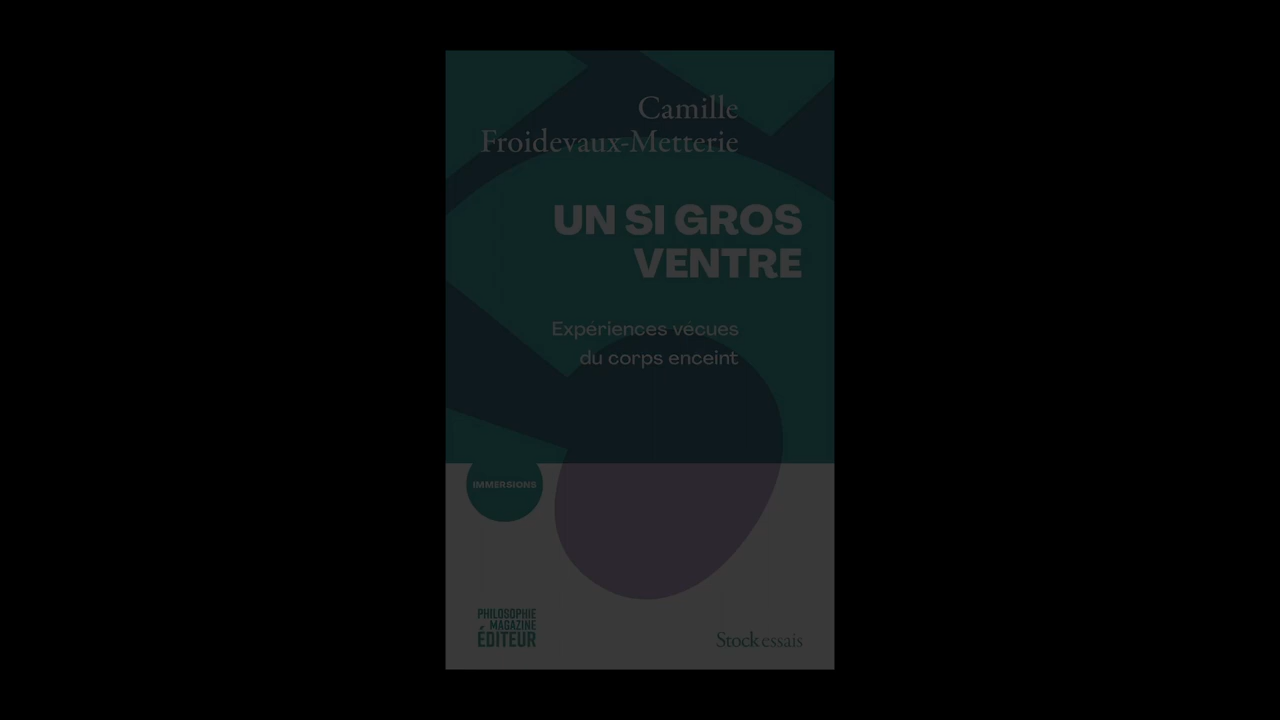 Camille
Froidevaux-Metterie
UN SI GROS
VENTRE
Expériences vécues
du corps enceint
IMMERSIONS
PHILOSOPHIE
MAGAZINE
ÉDITEUR
Stock essais